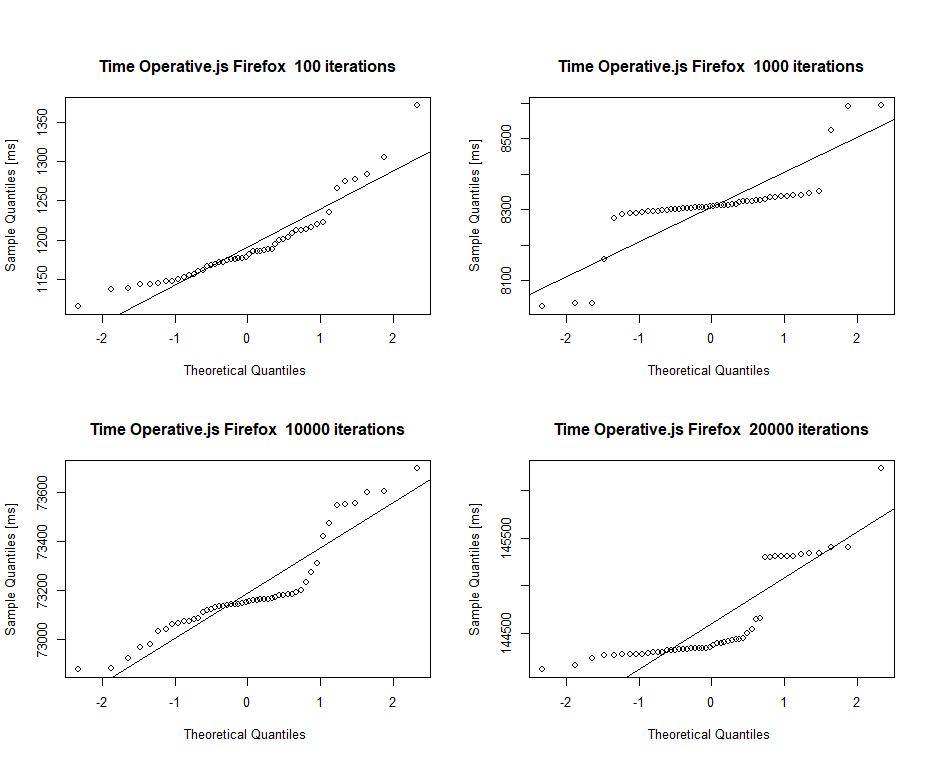 Time Operative.js Firefox  100 iterations
Sample Quantiles [ms]
1150 1200 1250 1300 1350
-2 -1 0 1 2
Theoretical Quantiles
Time Operative.js Firefox  1000 iterations
Sample Quantiles [ms]
8100 8300 8500
-2 -1 0 1 2
Theoretical Quantiles
Time Operative.js Firefox  10000 iterations
Sample Quantiles [ms]
73000 73200 73400 73600
-2 -1 0 1 2
Theoretical Quantiles
Time Operative.js Firefox  20000 iterations
Sample Quantiles [ms]
144500 145500
-2 -1 0 1 2
Theoretical Quantiles